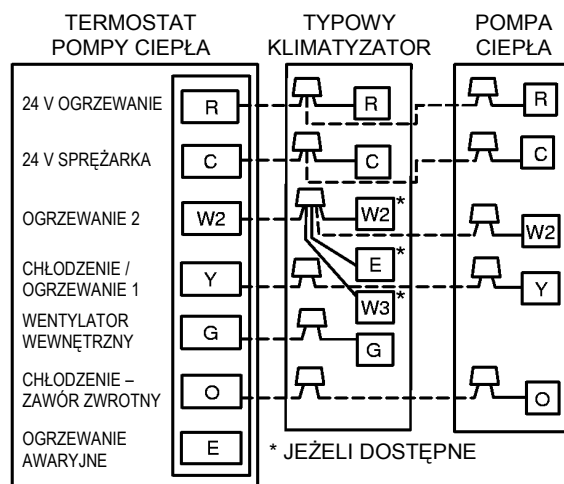 TERMOSTAT
POMPY CIEPŁA
TYPOWY
KLIMATYZATOR
POMPA
CIEPŁA
24 V OGRZEWANIE
R
R
R
24 V SPRĘŻARKA
C
C
C
OGRZEWANIE 2
W2
W2 *
W2
E *
CHŁODZENIE /
OGRZEWANIE 1
Y
W3 *
Y
WENTYLATOR
WEWNĘTRZNY
G
G
CHŁODZENIE –
ZAWÓR ZWROTNY
O
O
OGRZEWANIE
AWARYJNE
E
* JEŻELI DOSTĘPNE